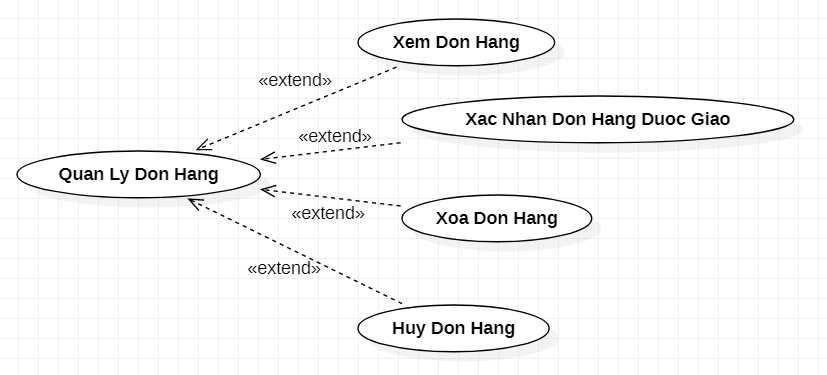 Xem Don Hang
«extend»
Xac Nhan Don Hang Duoc Giao
«extend»
Quan Ly Don Hang
«extend»
Xoa Don Hang
«extend»
Huy Don Hang